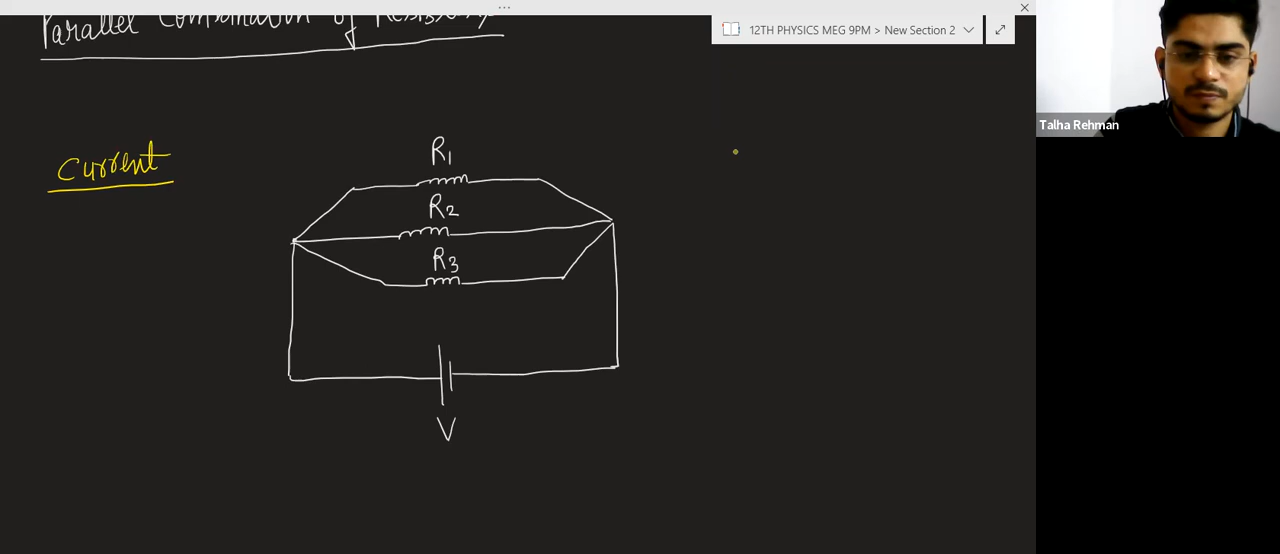 Parallel Combination of Resistors
12TH PHYSICS MEG 9PM > New Section 2
Talha Rehman
Current
R1
R2
R3
V